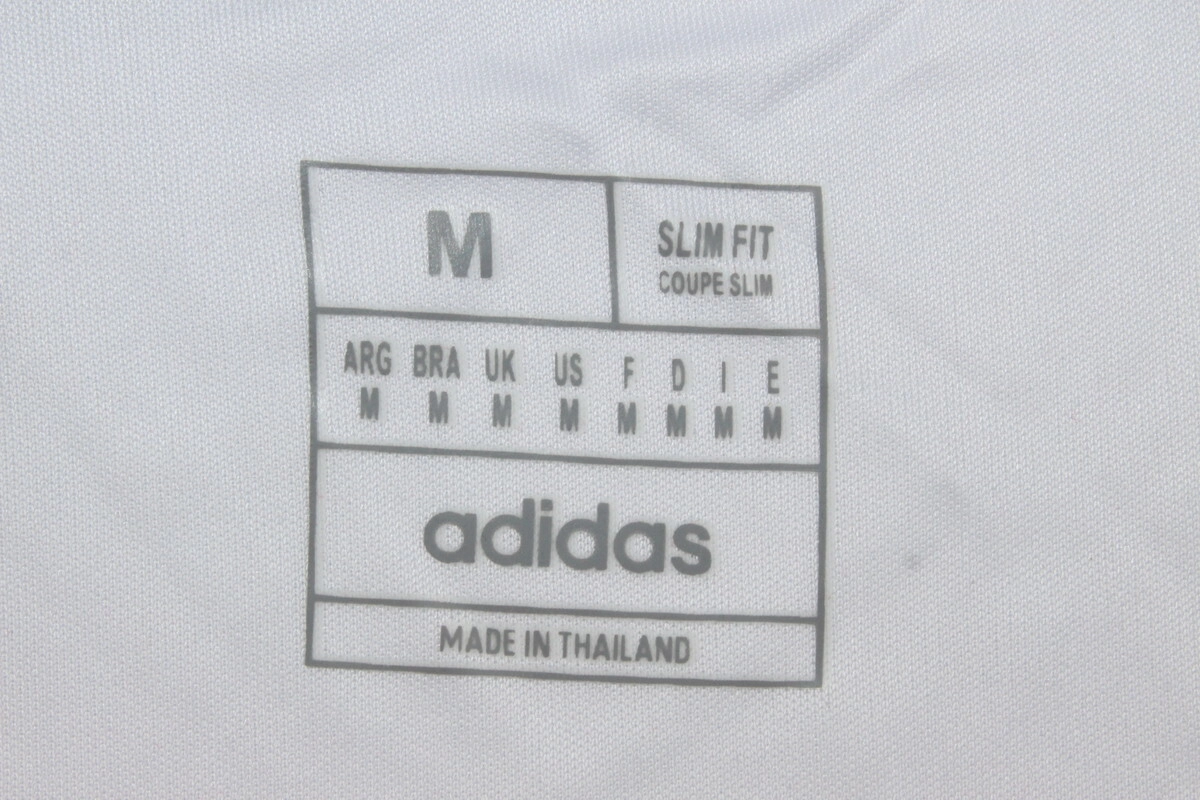 M
SLIM FIT
COUPE SLIM
ARG BRA UK US F D I E
M M M M M M M M
adidas
MADE IN THAILAND